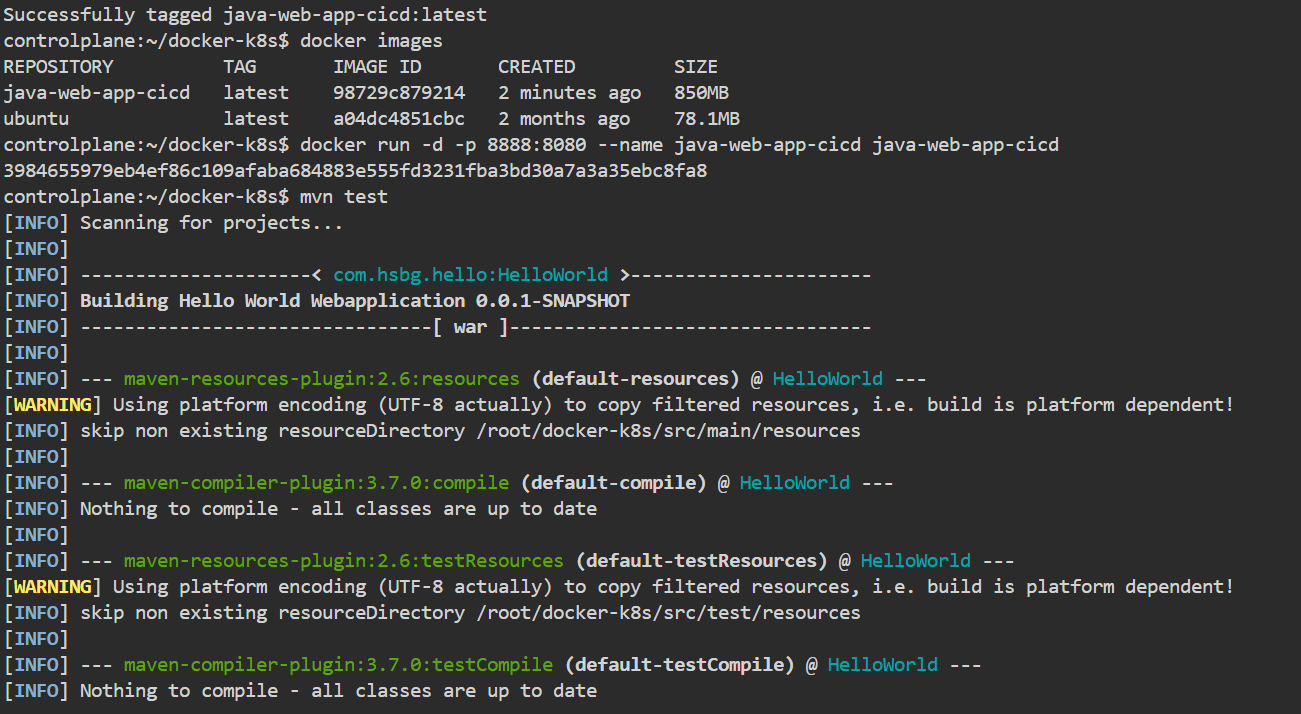 Successfully tagged java-web-app-cicd:latest
controlplane:~/docker-k8s$ docker images
REPOSITORY          TAG       IMAGE ID       CREATED         SIZE
java-web-app-cicd   latest    98729c879214   2 minutes ago   850MB
ubuntu              latest    a04dc4851cbc   2 months ago    78.1MB
controlplane:~/docker-k8s$ docker run -d -p 8888:8080 --name java-web-app-cicd java-web-app-cicd
3984655979eb4ef86c109afaba684883e555fd3231fba3bd30a7a3a35ebc8fa8
controlplane:~/docker-k8s$ mvn test
[INFO] Scanning for projects...
[INFO]
[INFO] ---------------------< com.hsbg.hello:HelloWorld >----------------------
[INFO] Building Hello World Webapplication 0.0.1-SNAPSHOT
[INFO] --------------------------------[ war ]---------------------------------
[INFO]
[INFO] --- maven-resources-plugin:2.6:resources (default-resources) @ HelloWorld ---
[WARNING] Using platform encoding (UTF-8 actually) to copy filtered resources, i.e. build is platform dependent!
[INFO] skip non existing resourceDirectory /root/docker-k8s/src/main/resources
[INFO]
[INFO] --- maven-compiler-plugin:3.7.0:compile (default-compile) @ HelloWorld ---
[INFO] Nothing to compile - all classes are up to date
[INFO]
[INFO] --- maven-resources-plugin:2.6:testResources (default-testResources) @ HelloWorld ---
[WARNING] Using platform encoding (UTF-8 actually) to copy filtered resources, i.e. build is platform dependent!
[INFO] skip non existing resourceDirectory /root/docker-k8s/src/test/resources
[INFO]
[INFO] --- maven-compiler-plugin:3.7.0:testCompile (default-testCompile) @ HelloWorld ---
[INFO] Nothing to compile - all classes are up to date